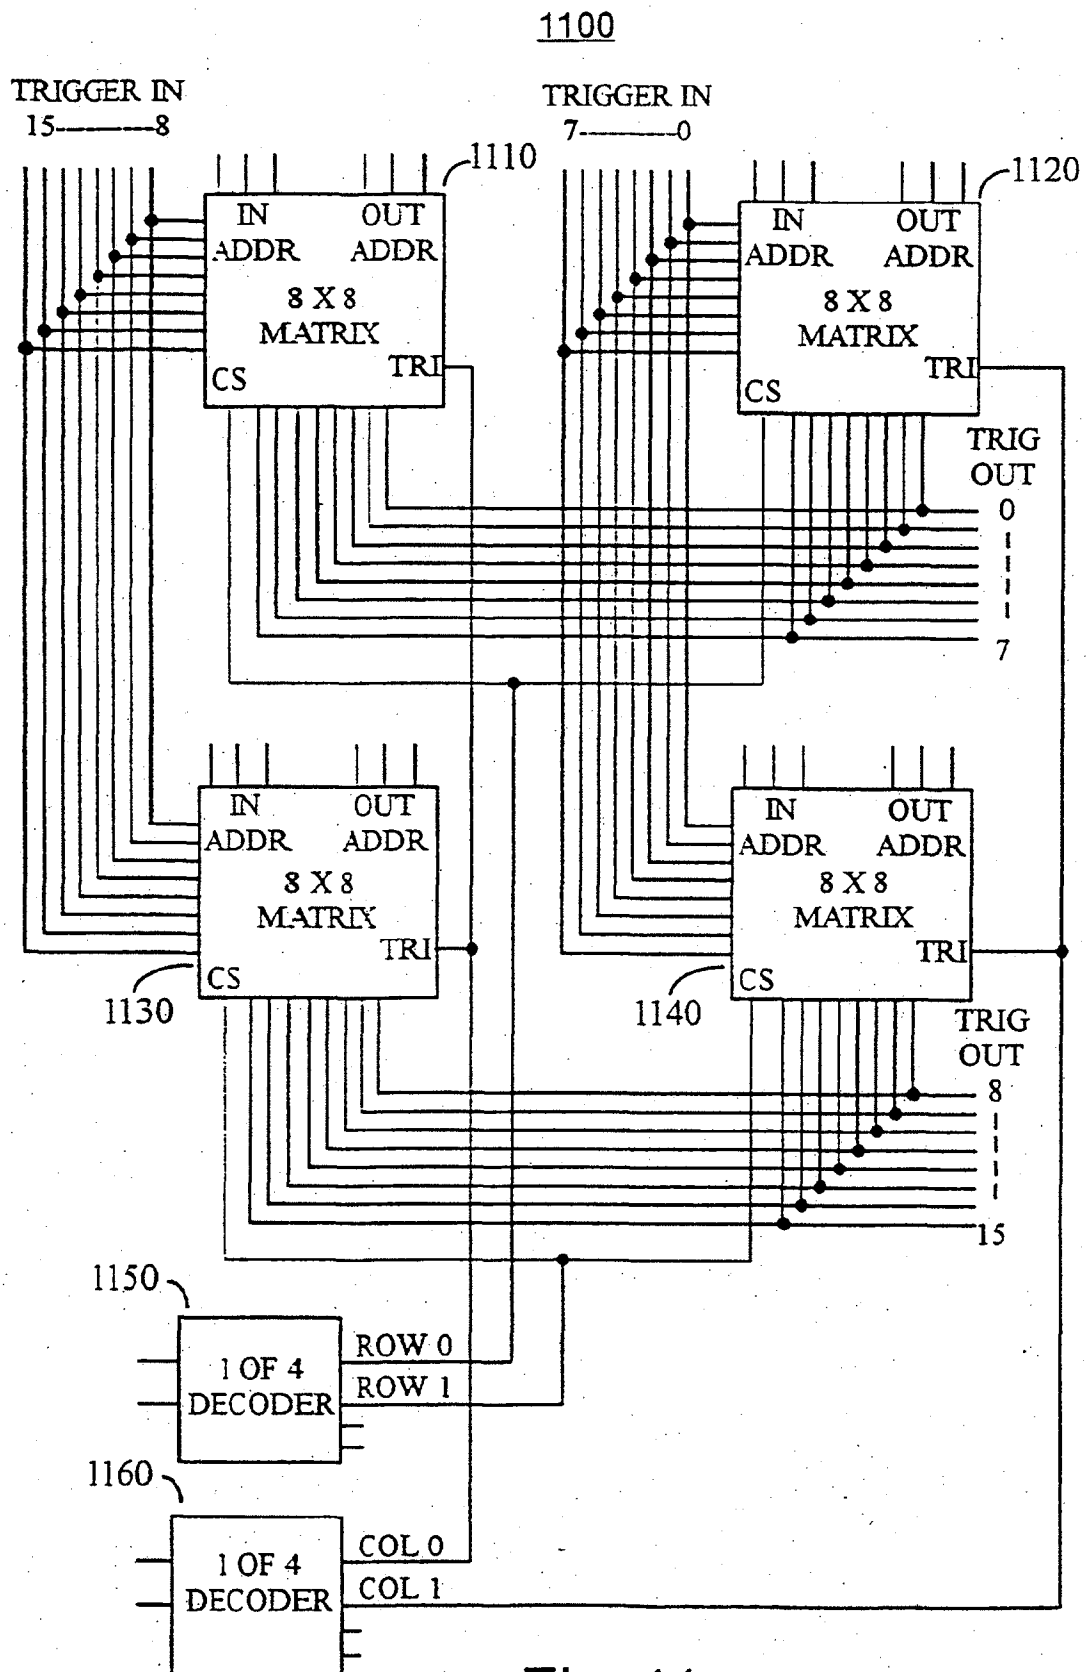 1100
TRIGGER IN
15--------8
TRIGGER IN
7--------0
1110
1120
IN
ADDR
OUT
ADDR
8 X 8
MATRIX
TRI
CS
IN
ADDR
OUT
ADDR
8 X 8
MATRIX
TRI
CS
TRIG
OUT
0
7
IN
ADDR
OUT
ADDR
8 X 8
MATRIX
TRI
CS
1130
IN
ADDR
OUT
ADDR
8 X 8
MATRIX
TRI
CS
1140
TRIG
OUT
8
15
1150
1 OF 4
DECODER
ROW 0
ROW 1
1160
1 OF 4
DECODER
COL 0
COL 1